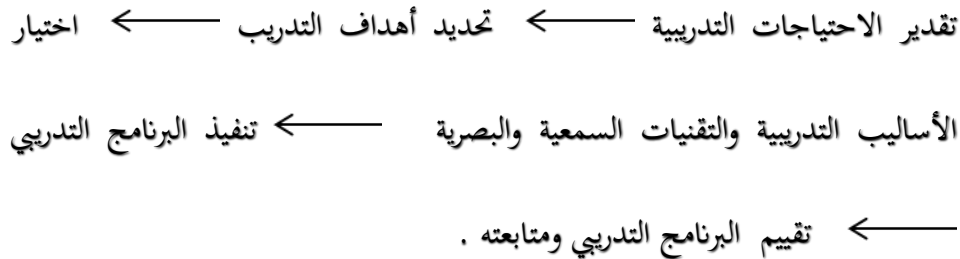 تقدير الاحتياجات التدريبية ← تحديد أهداف التدريب ← اختيار
الأساليب التدريبية والتقنيات السمعية والبصرية ← تنفيذ البرنامج التدريبي
← تقييم البرنامج التدريبي ومتابعته .